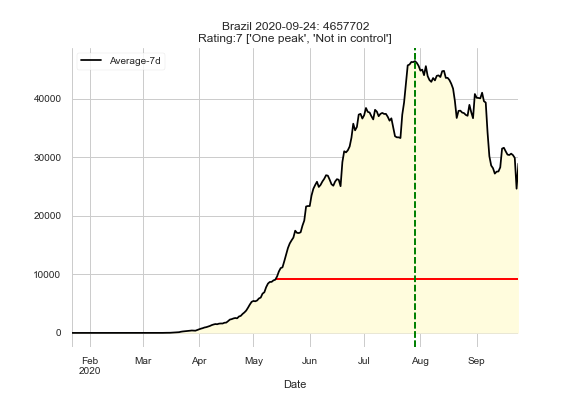 Brazil 2020-09-24: 4657702
Rating:7 ['One peak', 'Not in control']
Average-7d
40000
30000
20000
10000
0
Feb Mar Apr May Jun Jul Aug Sep
2020
Date